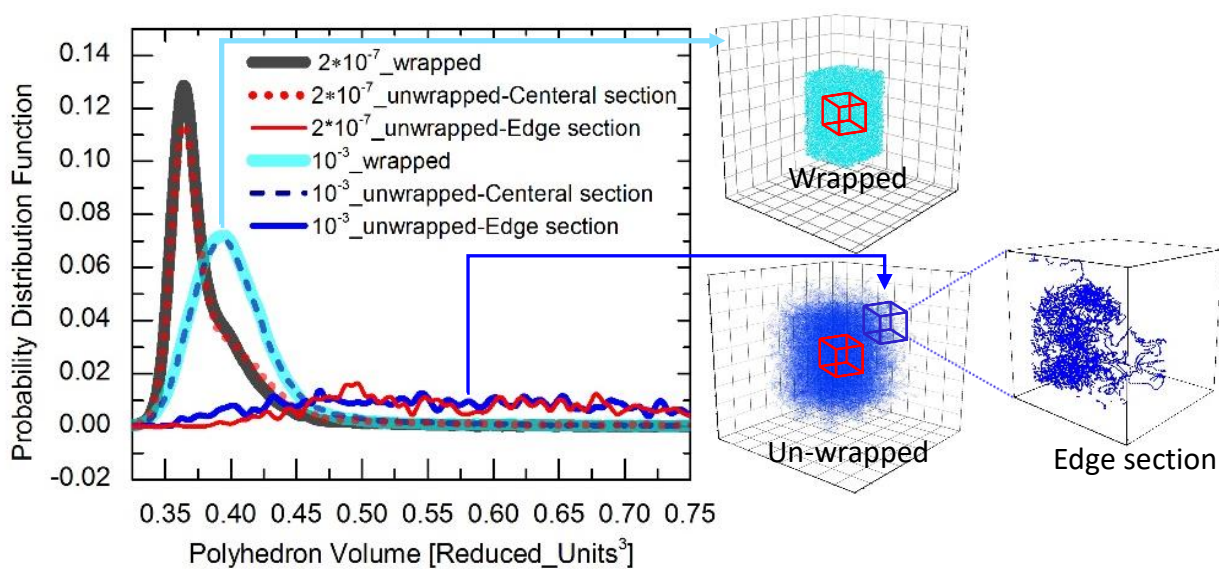 Probability Distribution Function
0.15
0.14
0.12
0.10
0.08
0.06
0.04
0.02
0.00
-0.02
2*10⁻⁷_wrapped
2*10⁻⁷_unwrapped-Centeral section
2*10⁻⁷_unwrapped-Edge section
10⁻³_wrapped
10⁻³_unwrapped-Centeral section
10⁻³_unwrapped-Edge section
0.35 0.40 0.45 0.50 0.55 0.60 0.65 0.70 0.75
Polyhedron Volume [Reduced_Units³]
Wrapped
Un-wrapped
Edge section